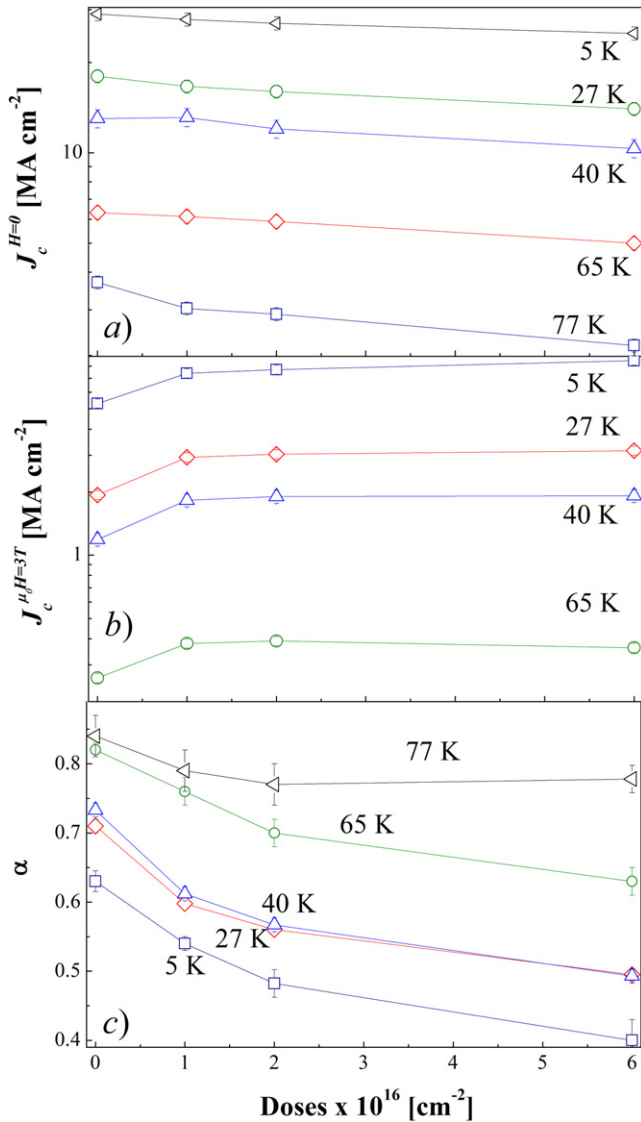 5 K
27 K
10
40 K
J_c^{H=0} [MA cm^{-2}]
65 K
a)
77 K
5 K
27 K
40 K
1
J_c^{μ_0H=3T} [MA cm^{-2}]
65 K
b)
77 K
0.8
65 K
0.7
α
0.6
40 K
27 K
5 K
0.5
c)
0.4
0 1 2 3 4 5 6
Doses x 10^{16} [cm^{-2}]